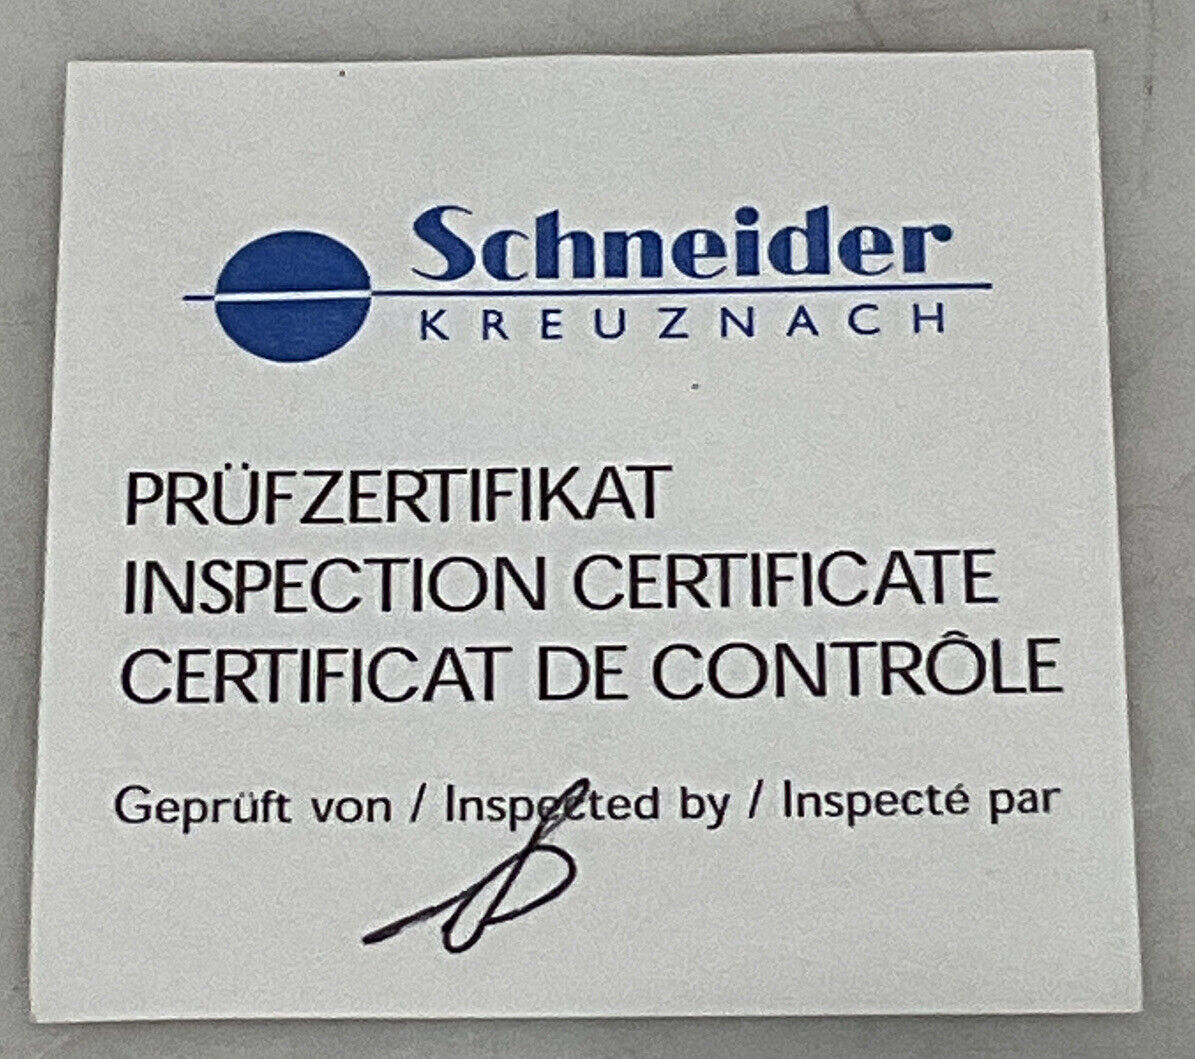 Schneider
KREUZNACH
PRÜFZERTIFIKAT
INSPECTION CERTIFICATE
CERTIFICAT DE CONTRÔLE
Geprüft von / Inspected by / Inspecté par